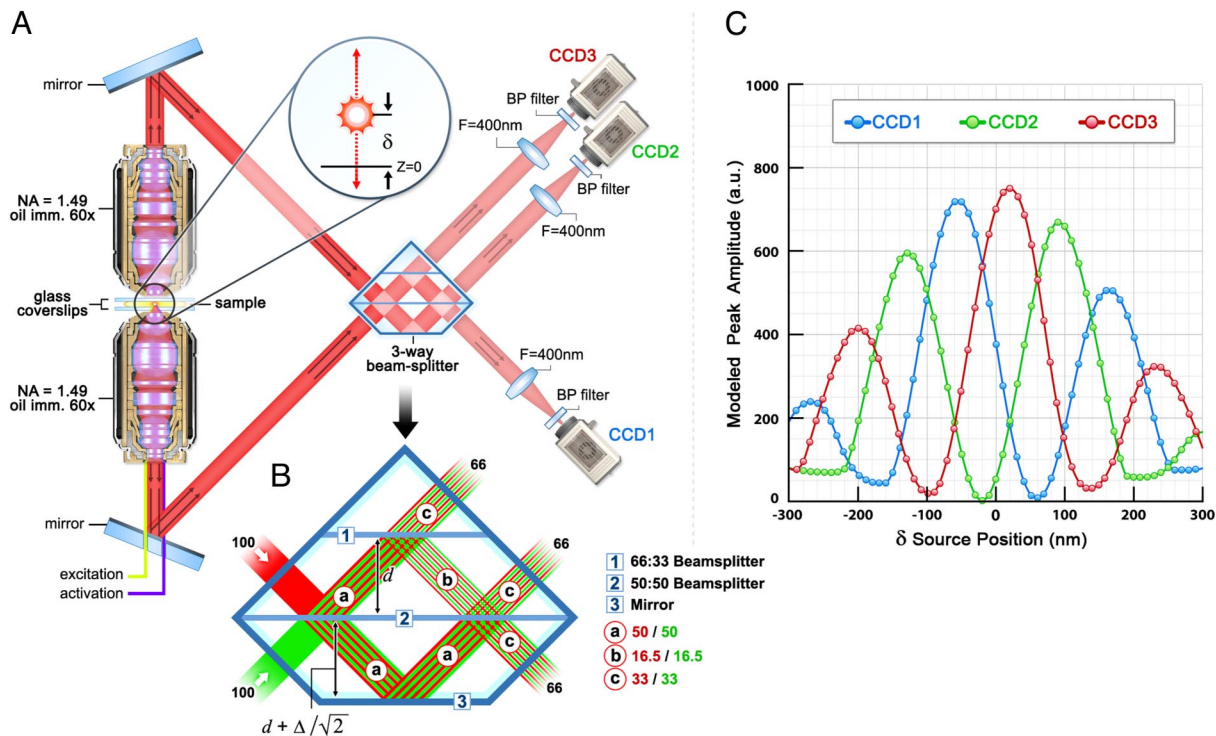 A
mirror
NA = 1.49
oil imm. 60x
glass
coverslips
sample
NA = 1.49
oil imm. 60x
mirror
excitation
activation
δ
Z=0
CCD3
BP filter
F=400nm
CCD2
BP filter
F=400nm
3-way
beam-splitter
F=400nm
BP filter
CCD1
B
100
100
66
66
66
1
2
3
a
a
a
b
c
c
c
d
d + Δ/√2
1 66:33 Beamsplitter
2 50:50 Beamsplitter
3 Mirror
a 50 / 50
b 16.5 / 16.5
c 33 / 33
C
CCD1 CCD2 CCD3
Modeled Peak Amplitude (a.u.)
1000
800
600
400
200
0
-300 -200 -100 0 100 200 300
δ Source Position (nm)